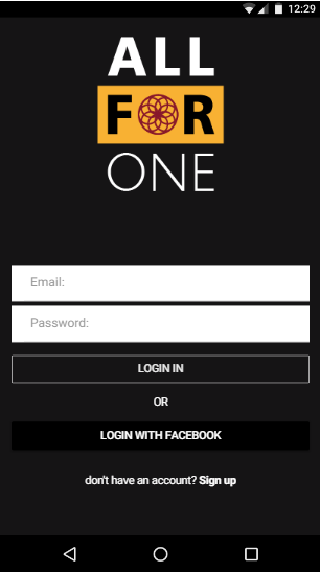 12:29
ALL
FOR
ONE
Email:
Password:
LOGIN IN
OR
LOGIN WITH FACEBOOK
don't have an account? Sign up